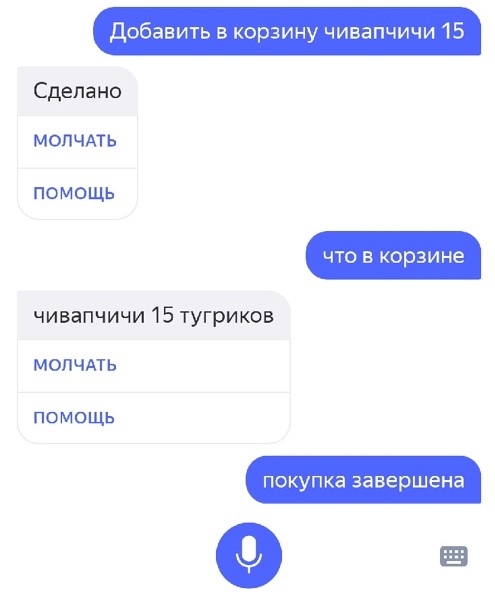 Добавить в корзину чивапчичи 15
Сделано
МОЛЧАТЬ
ПОМОЩЬ
что в корзине
чивапчичи 15 тугриков
МОЛЧАТЬ
ПОМОЩЬ
покупка завершена